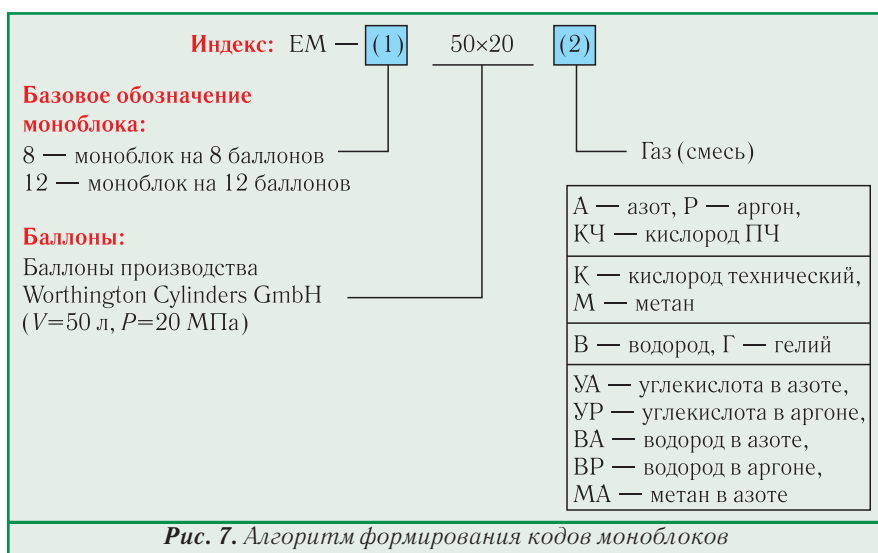 Индекс: ЕМ — (1) 50×20 (2)
Базовое обозначение
моноблока:
8 — моноблок на 8 баллонов
12 — моноблок на 12 баллонов
Баллоны:
Баллоны производства
Worthington Cylinders GmbH
(V=50 л, P=20 МПа)
Газ (смесь)
А — азот, Р — аргон,
КЧ — кислород ПЧ
К — кислород технический,
М — метан
В — водород, Г — гелий
УА — углекислота в азоте,
УР — углекислота в аргоне,
ВА — водород в азоте,
ВР — водород в аргоне,
МА — метан в азоте
Рис. 7. Алгоритм формирования кодов моноблоков